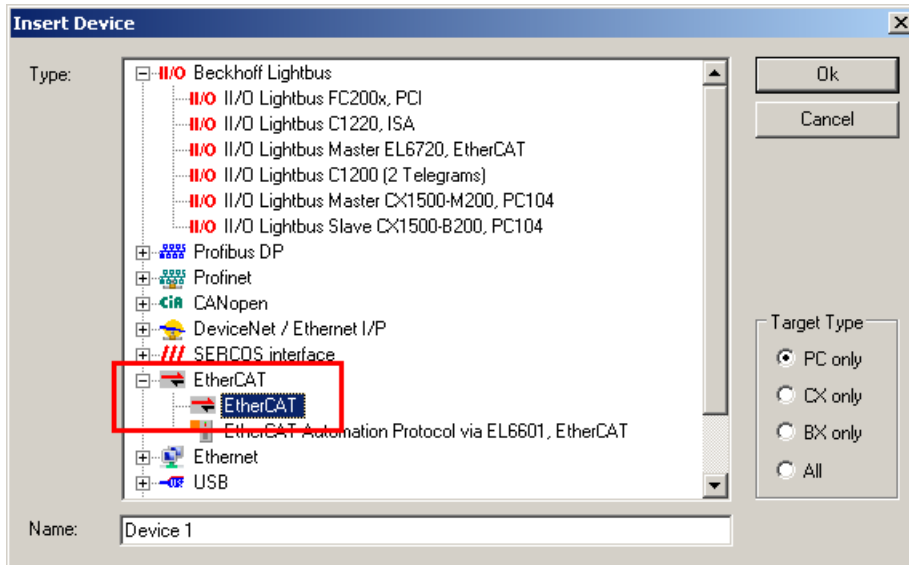 Insert Device
Type:
II/O Beckhoff Lightbus
II/O II/O Lightbus FC200x, PCI
II/O II/O Lightbus C1220, ISA
II/O II/O Lightbus Master EL6720, EtherCAT
II/O II/O Lightbus C1200 (2 Telegrams)
II/O II/O Lightbus Master CX1500-M200, PC104
II/O II/O Lightbus Slave CX1500-B200, PC104
Profibus DP
Profinet
CiA CANopen
DeviceNet / Ethernet I/P
SERCOS interface
EtherCAT
EtherCAT
EtherCAT Automation Protocol via EL6601, EtherCAT
Ethernet
USB
Ok
Cancel
Target Type
PC only
CX only
BX only
All
Name:
Device 1